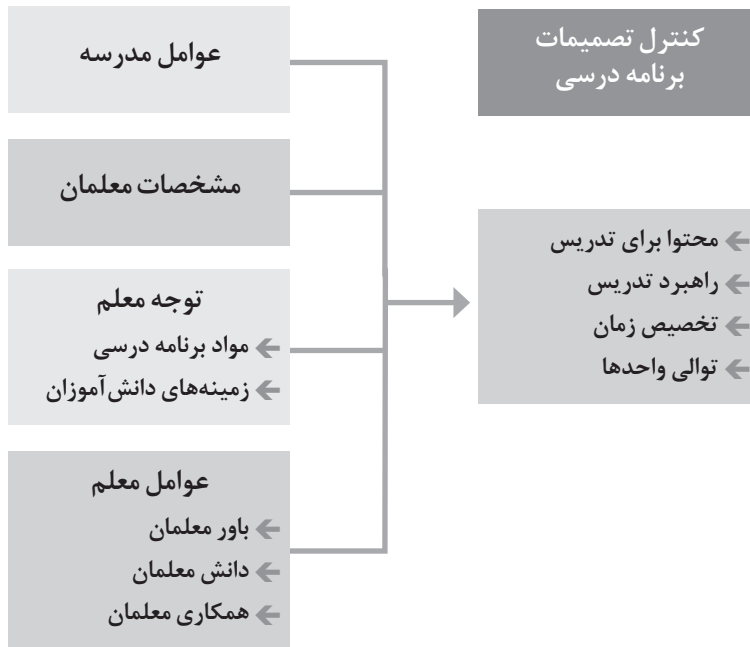 کنترل تصمیمات
برنامه درسی
محتوا برای تدریس
راهبرد تدریس
تخصیص زمان
توالی واحدها
عوامل مدرسه
مشخصات معلمان
توجه معلم
مواد برنامه درسی
زمینه‌های دانش‌آموزان
عوامل معلم
باور معلمان
دانش معلمان
همکاری معلمان